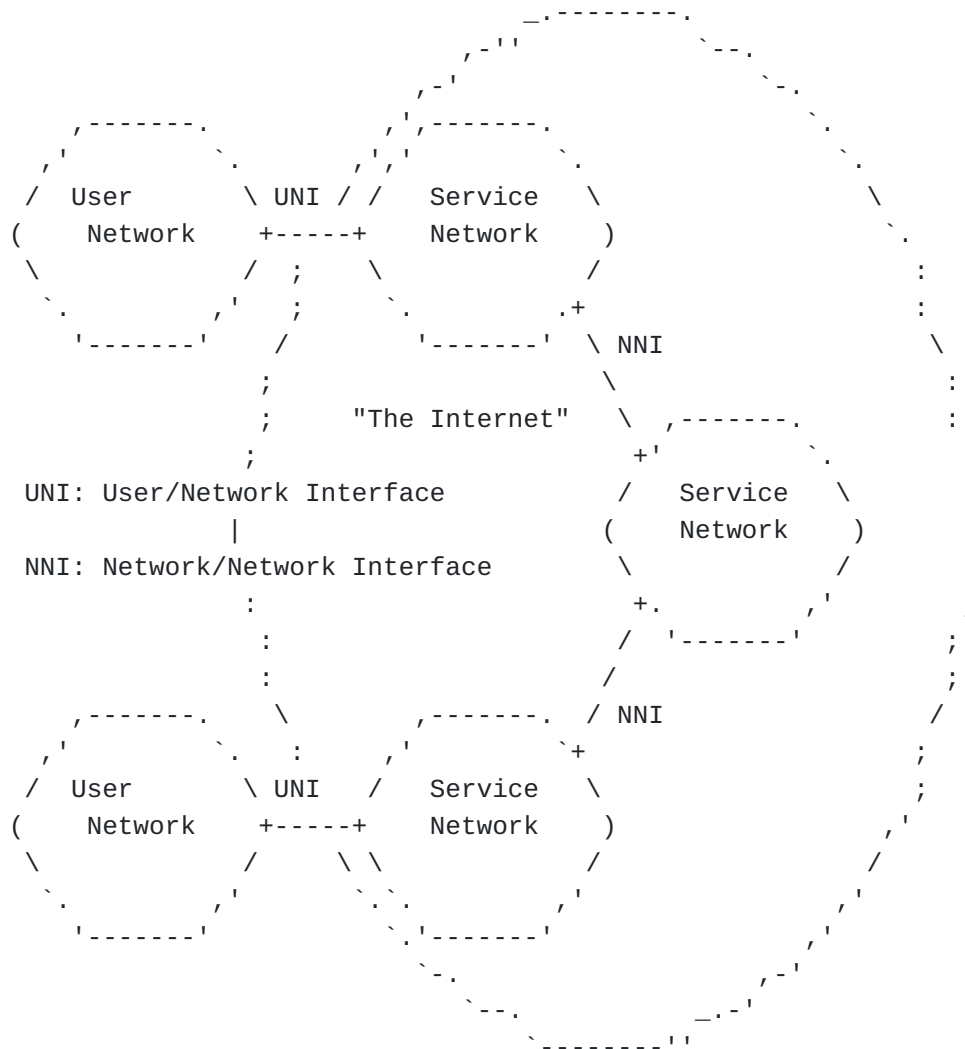 User UNI Service
Network Network
NNI
"The Internet"
UNI: User/Network Interface Service
Network
NNI: Network/Network Interface
NNI
User UNI Service
Network Network